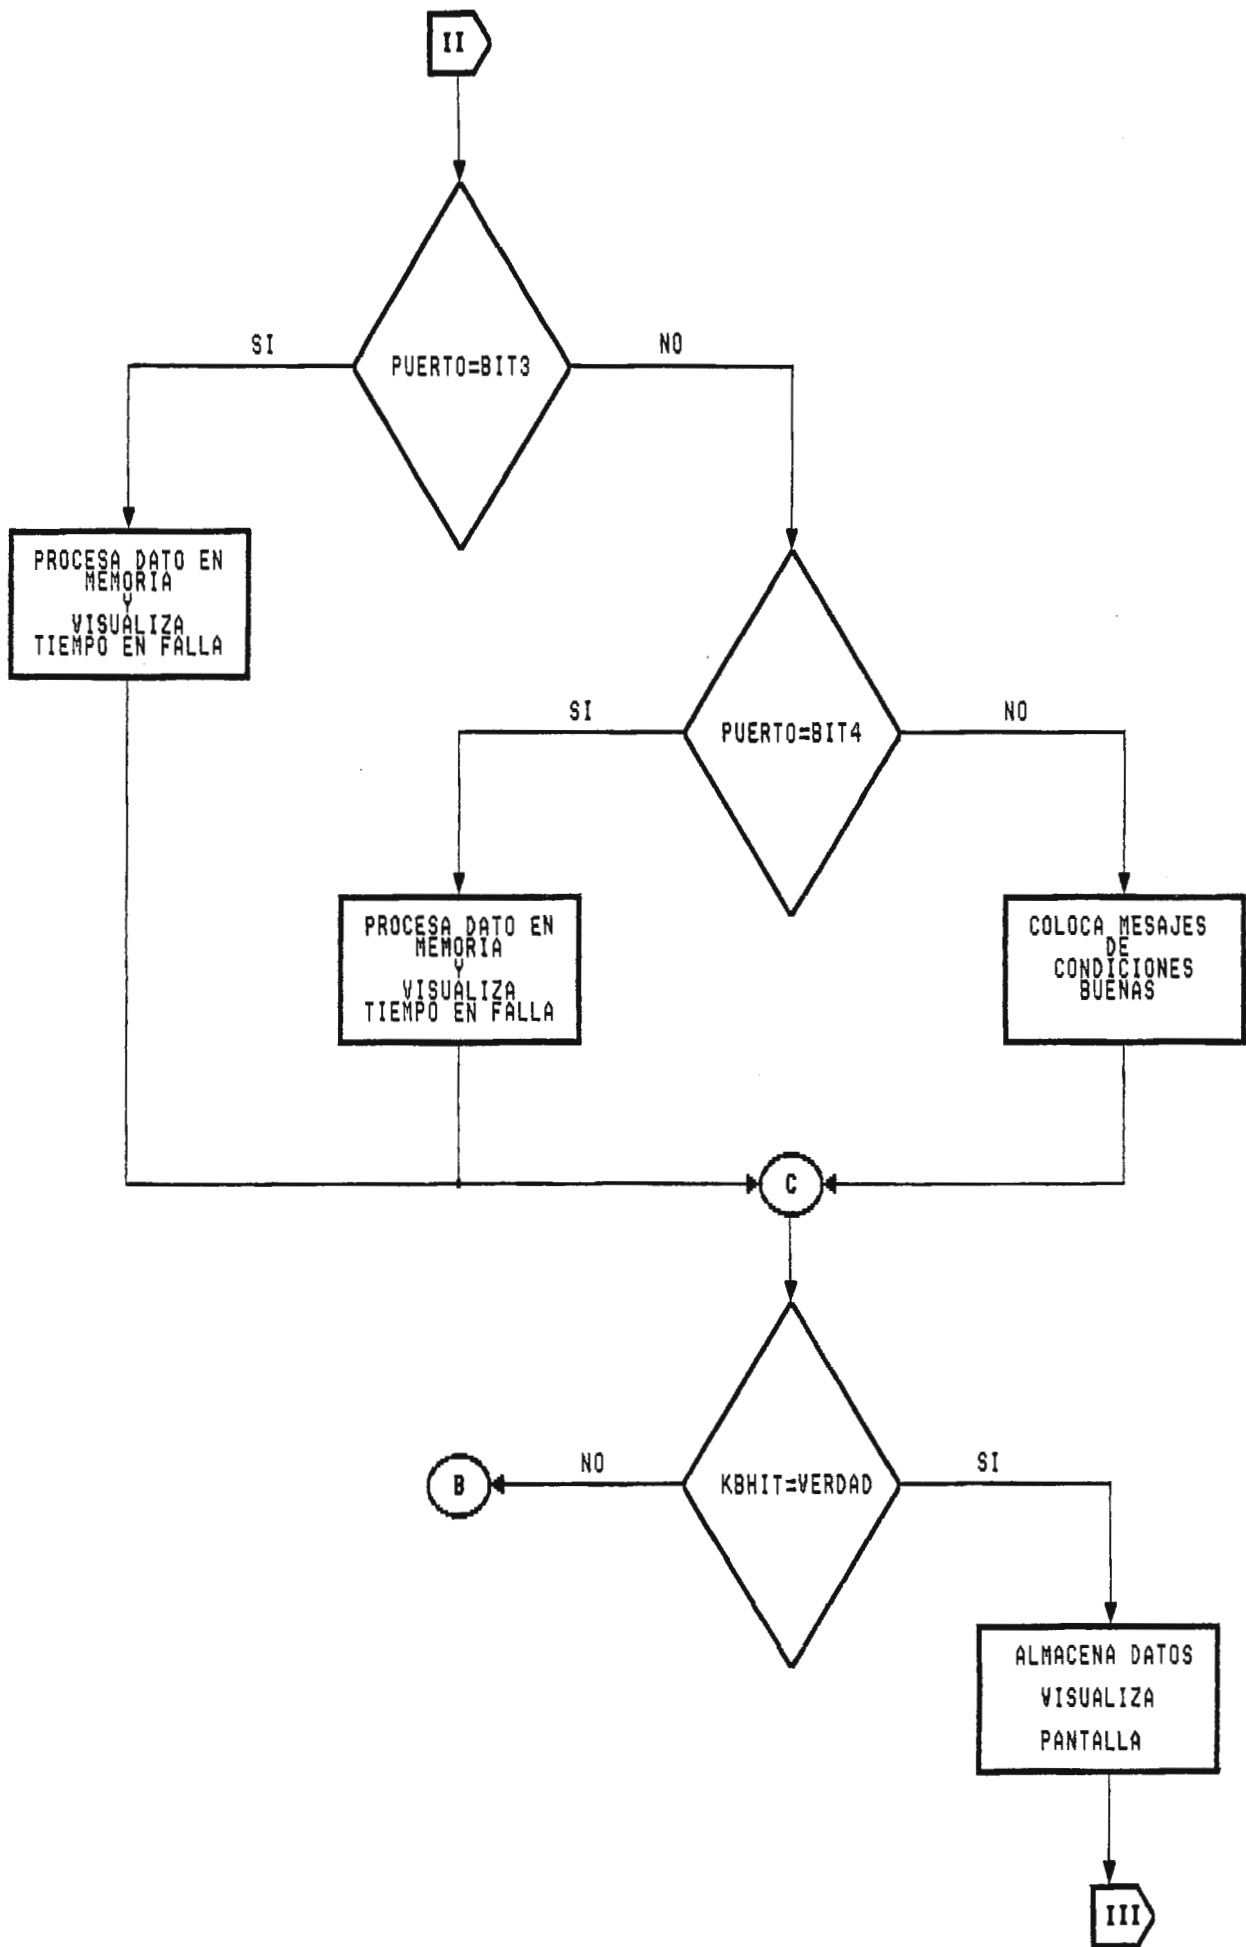 II
SI
NO
PUERTO=BIT3
PROCESA DATO EN
MEMORIA
Y
VISUALIZA
TIEMPO EN FALLA
SI
NO
PUERTO=BIT4
PROCESA DATO EN
MEMORIA
Y
VISUALIZA
TIEMPO EN FALLA
COLOCA MESAJES
DE
CONDICIONES
BUENAS
C
B
NO
KBHIT=VERDAD
SI
ALMACENA DATOS
VISUALIZA
PANTALLA
III